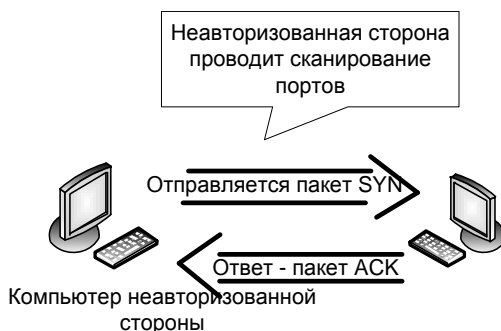 Неавторизованная сторона
проводит сканирование
портов
Отправляется пакет SYN
Ответ - пакет ACK
Компьютер неавторизованной
стороны